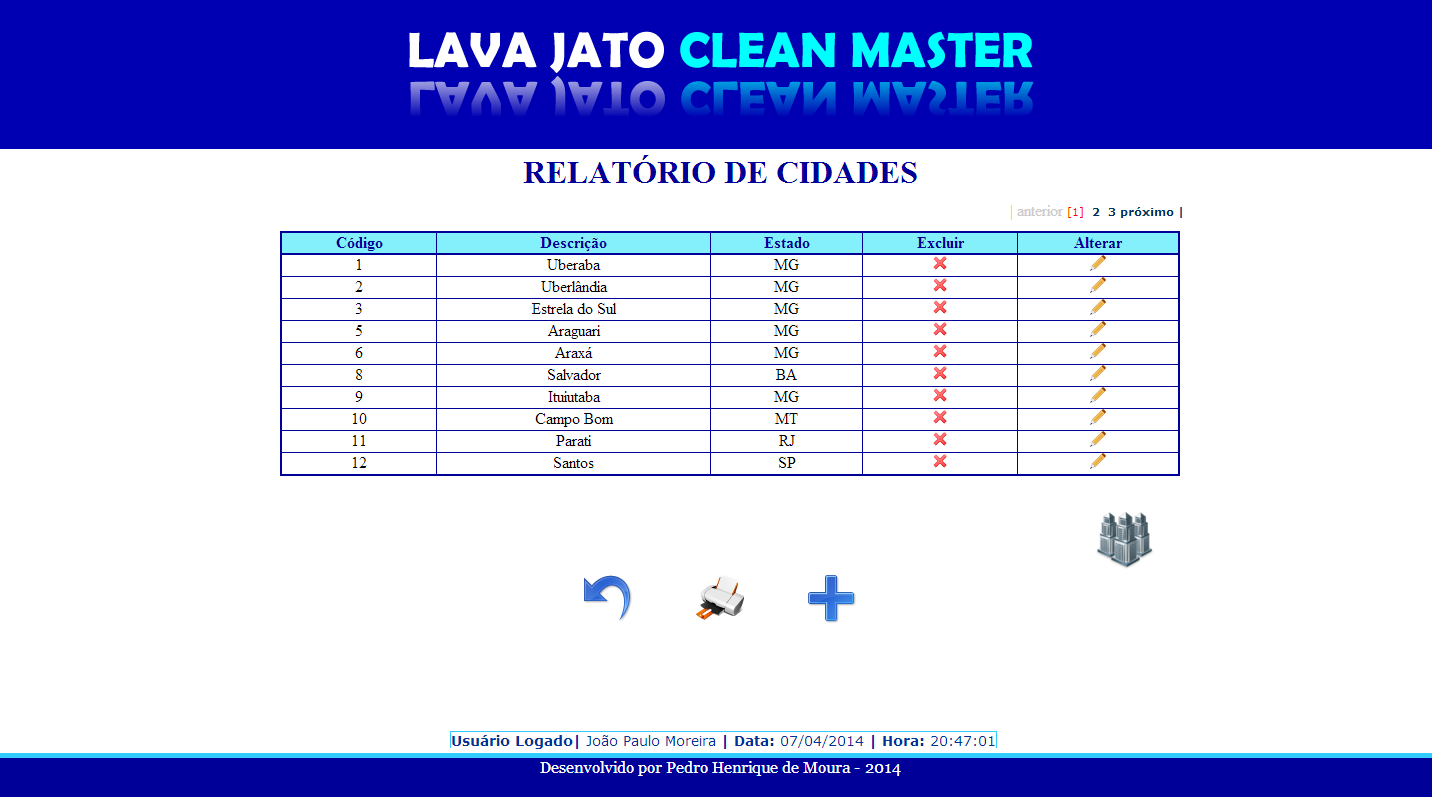 LAVA JATO CLEAN MASTER
RELATÓRIO DE CIDADES
| anterior [1] 2 3 próximo |
Código Descrição Estado Excluir Alterar
1 Uberaba MG
2 Uberlândia MG
3 Estrela do Sul MG
5 Araguari MG
6 Araxá MG
8 Salvador BA
9 Ituiutaba MG
10 Campo Bom MT
11 Parati RJ
12 Santos SP
Usuário Logado| João Paulo Moreira | Data: 07/04/2014 | Hora: 20:47:01
Desenvolvido por Pedro Henrique de Moura - 2014